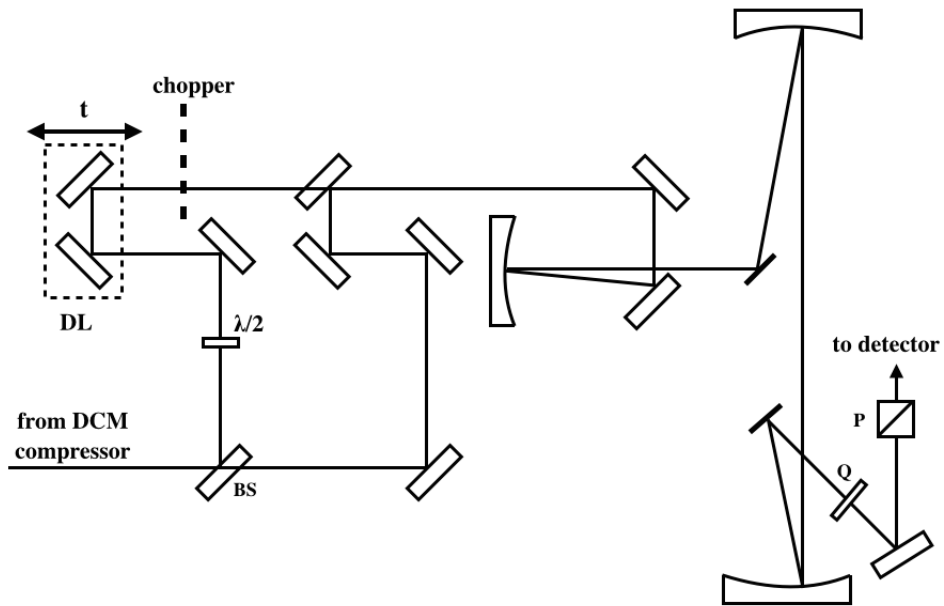 chopper
t
DL
λ/2
to detector
from DCM
compressor
P
BS
Q